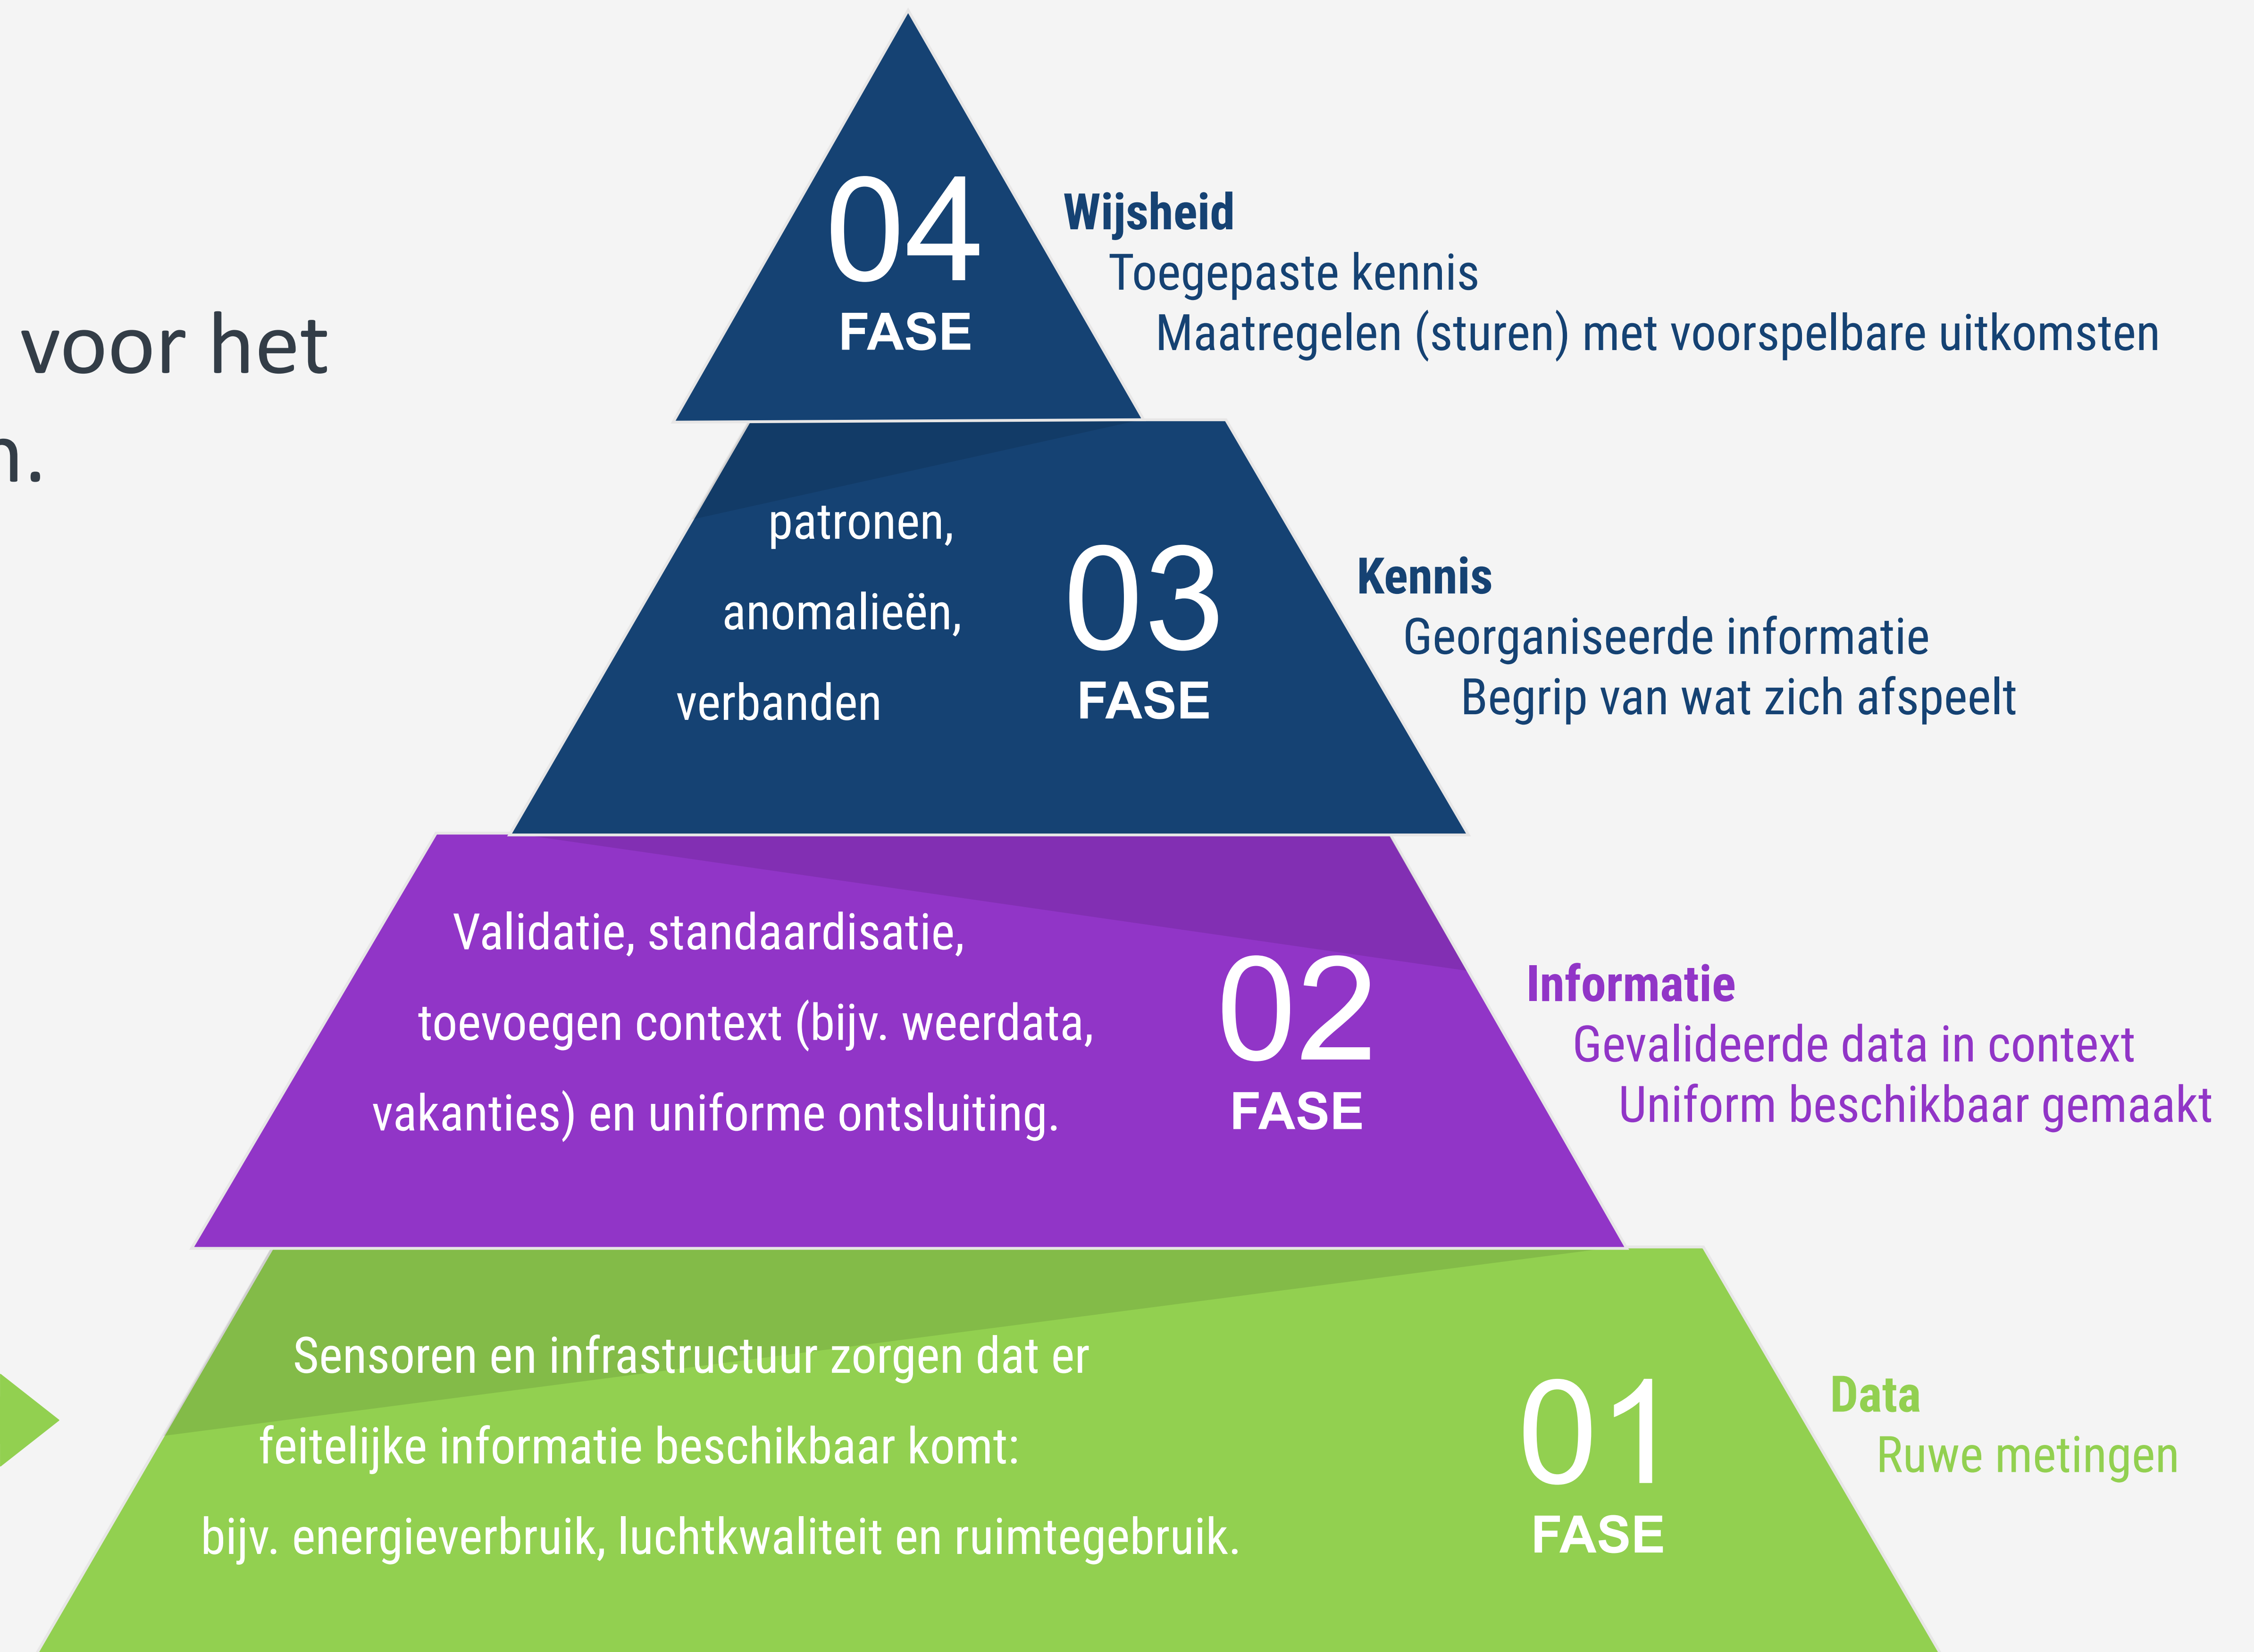 voor het
n.
04
FASE
Wijsheid
Toegepaste kennis
Maatregelen (sturen) met voorspelbare uitkomsten
patronen,
anomalieën,
verbanden
03
FASE
Kennis
Georganiseerde informatie
Begrip van wat zich afspeelt
Validatie, standaardisatie,
toevoegen context (bijv. weerdata,
vakanties) en uniforme ontsluiting.
02
FASE
Informatie
Gevalideerde data in context
Uniform beschikbaar gemaakt
Sensoren en infrastructuur zorgen dat er
feitelijke informatie beschikbaar komt:
bijv. energieverbruik, luchtkwaliteit en ruimtegebruik.
01
FASE
Data
Ruwe metingen